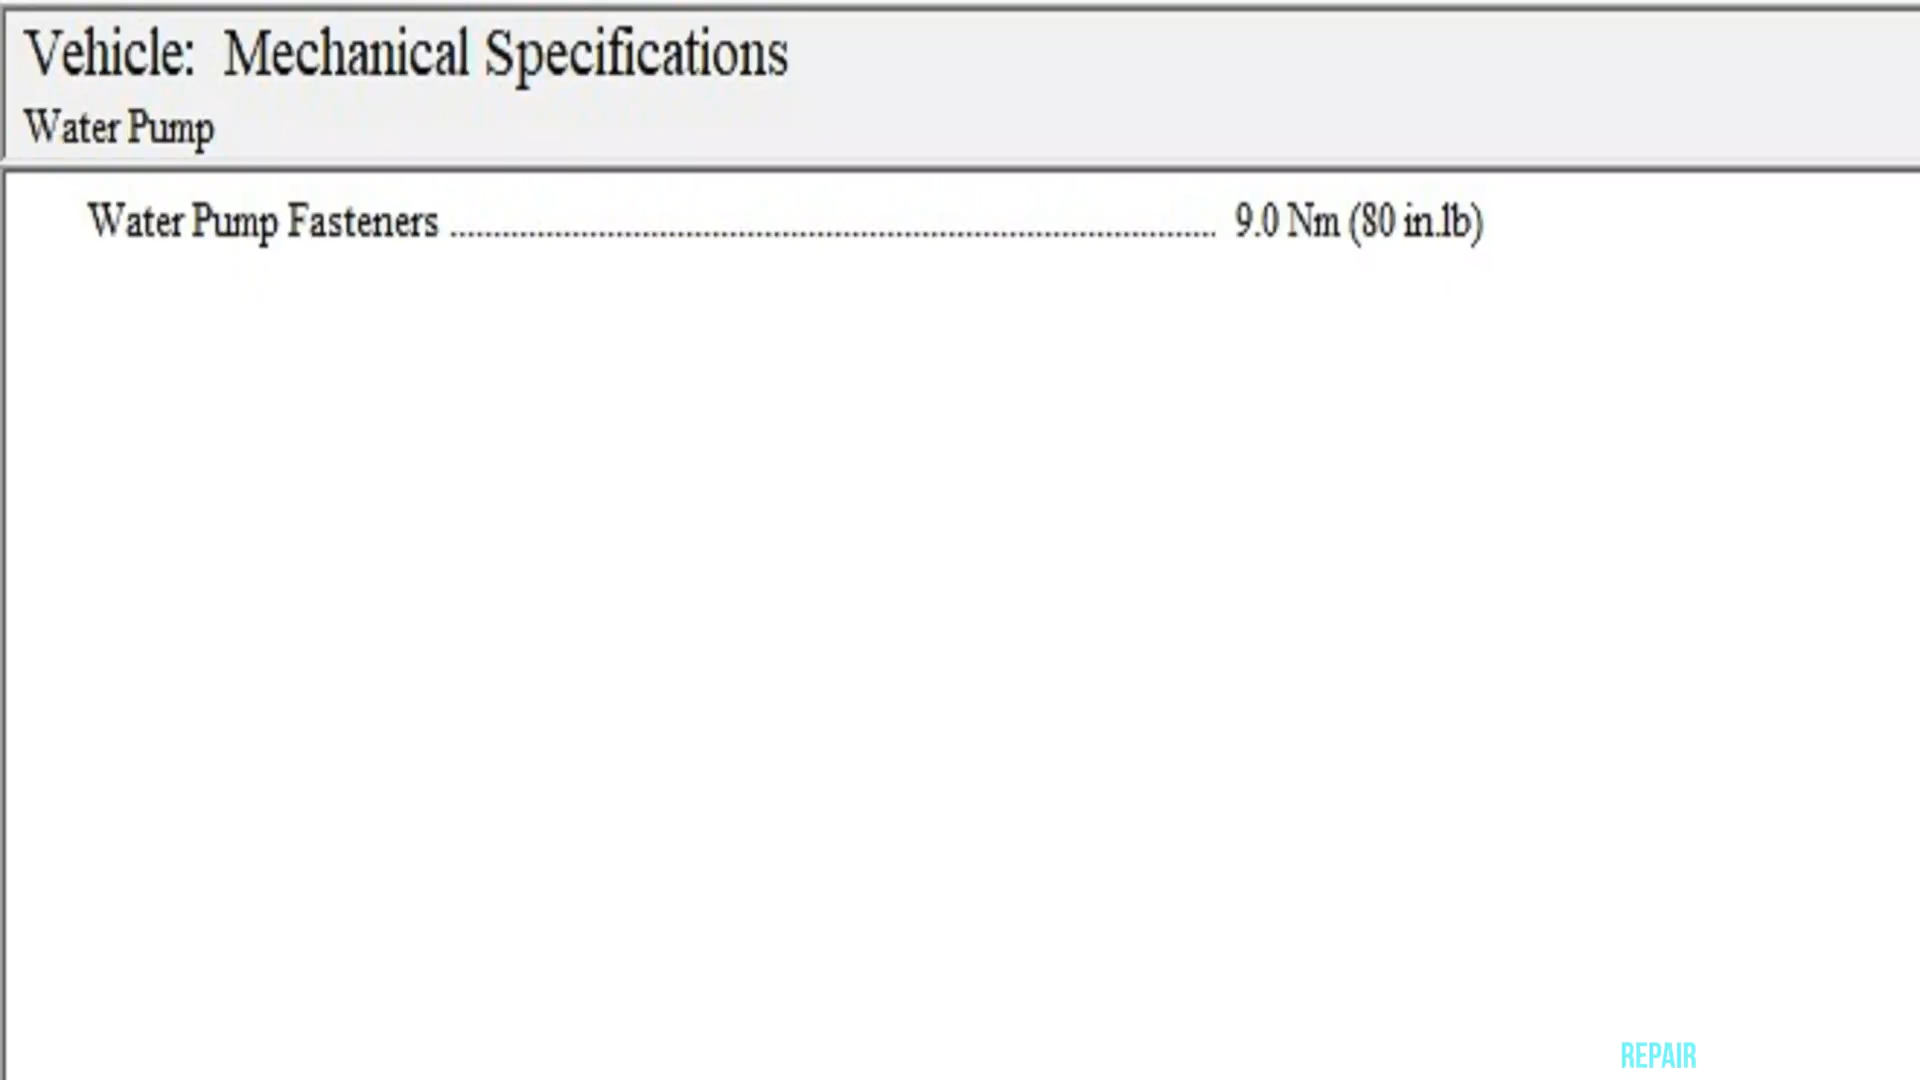 Vehicle:  Mechanical Specifications
Water Pump
Water Pump Fasteners ........................................................................................ 9.0 Nm (80 in.lb)
REPAIR